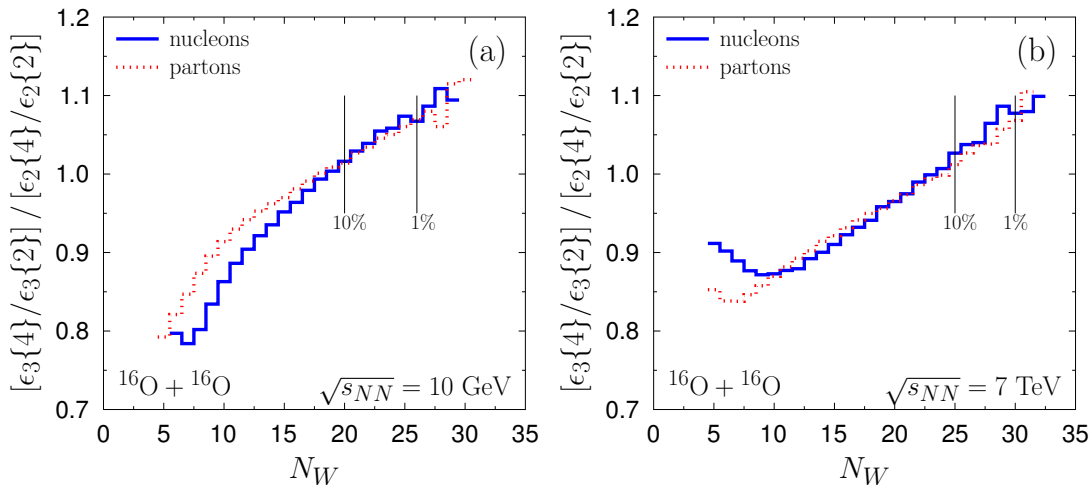 [ϵ₃{4}/ϵ₃{2}] / [ϵ₂{4}/ϵ₂{2}]
1.2
1.1
1.0
0.9
0.8
0.7
nucleons
partons
(a)
10%
1%
¹⁶O + ¹⁶O
√s_NN = 10 GeV
0 5 10 15 20 25 30 35
N_W
[ϵ₃{4}/ϵ₃{2}] / [ϵ₂{4}/ϵ₂{2}]
1.2
1.1
1.0
0.9
0.8
0.7
nucleons
partons
(b)
10%
1%
¹⁶O + ¹⁶O
√s_NN = 7 TeV
0 5 10 15 20 25 30 35
N_W